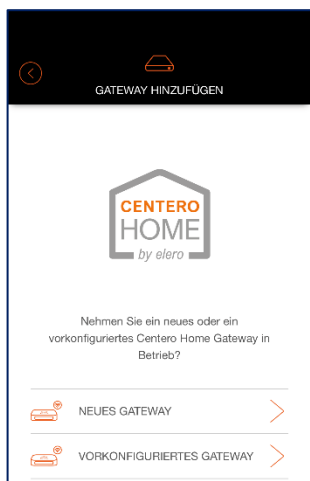 GATEWAY HINZUFÜGEN
CENTERO
HOME
by elero
Nehmen Sie ein neues oder ein
vorkonfiguriertes Centero Home Gateway in
Betrieb?
NEUES GATEWAY
VORKONFIGURIERTES GATEWAY